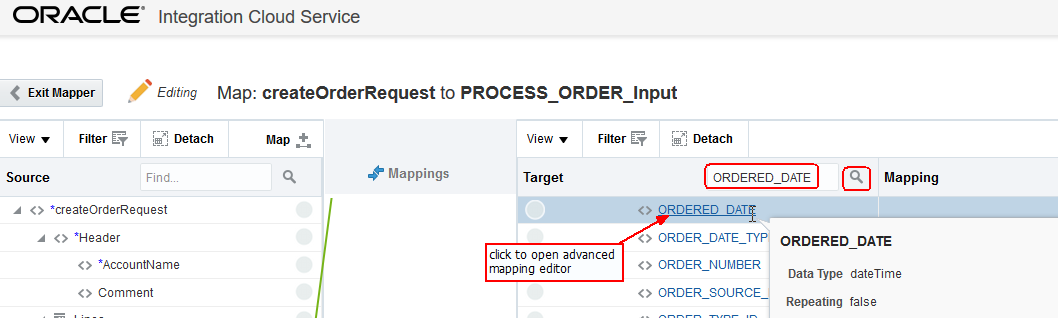 ORACLE® Integration Cloud Service
Exit Mapper Editing Map: createOrderRequest to PROCESS_ORDER_Input
View Filter Detach Map
Mappings
View Filter Detach
Source Find...
Target ORDERED_DATE Mapping
*createOrderRequest
*Header
*AccountName
Comment
ORDERED_DATE
ORDER_DATE_TYP
ORDER_NUMBER
ORDER_SOURCE_
click to open advanced
mapping editor
ORDERED_DATE
Data Type dateTime
Repeating false